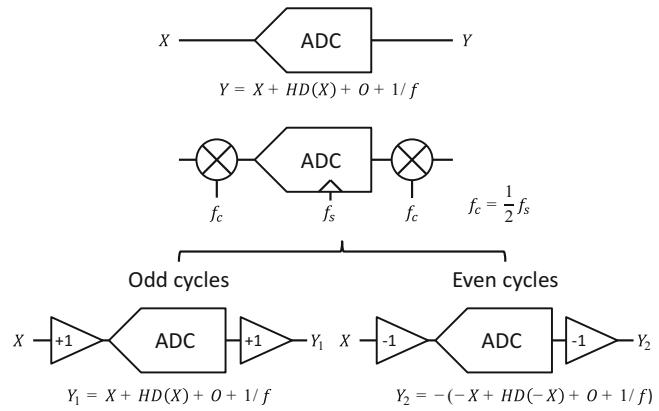 X ADC Y
Y = X + HD(X) + O + 1/f
ADC
f_c f_s f_c f_c = 1/2 f_s
Odd cycles Even cycles
X +1 ADC +1 Y_1 X -1 ADC -1 Y_2
Y_1 = X + HD(X) + O + 1/f Y_2 = −(−X + HD(−X) + O + 1/f)